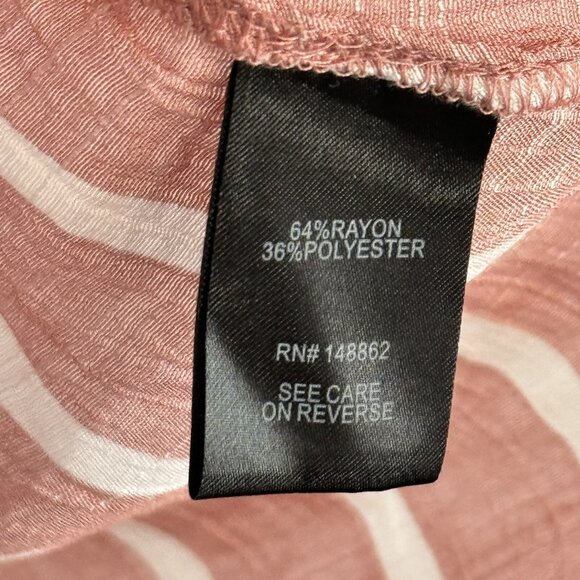 64%RAYON
36%POLYESTER
RN# 148862
SEE CARE
ON REVERSE